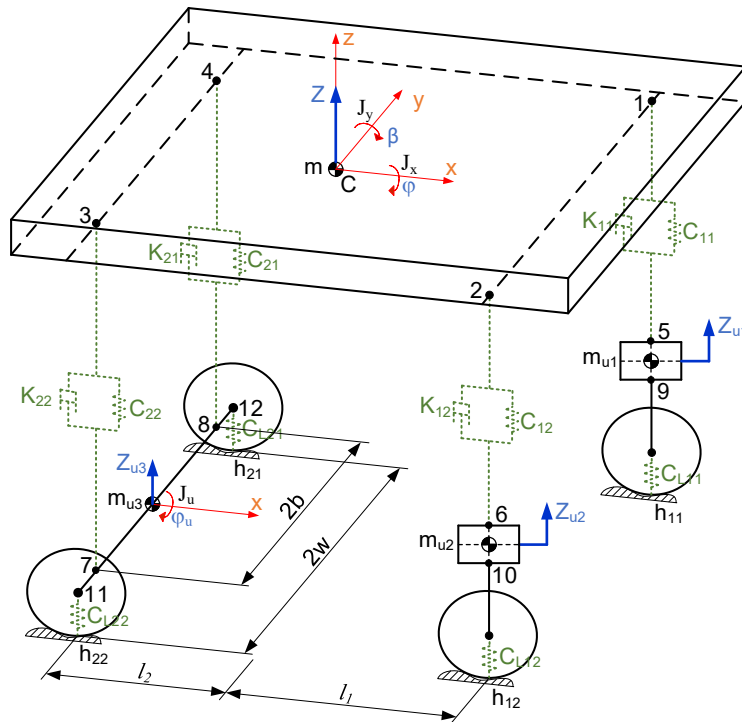 z
4
Z
J_y
y
1
K_21
β
J_x
m
C
x
φ
3
K_11
C_11
C_21
2
5
Z_u1
m_u1
K_22
C_22
12
K_12
C_12
9
8
C_L21
Z_u3
h_21
J_u
C_L11
m_u3
x
6
h_11
φ_u
2b
Z_u2
m_u2
2w
7
10
11
C_L22
h_22
C_L12
l_2
l_1
h_12